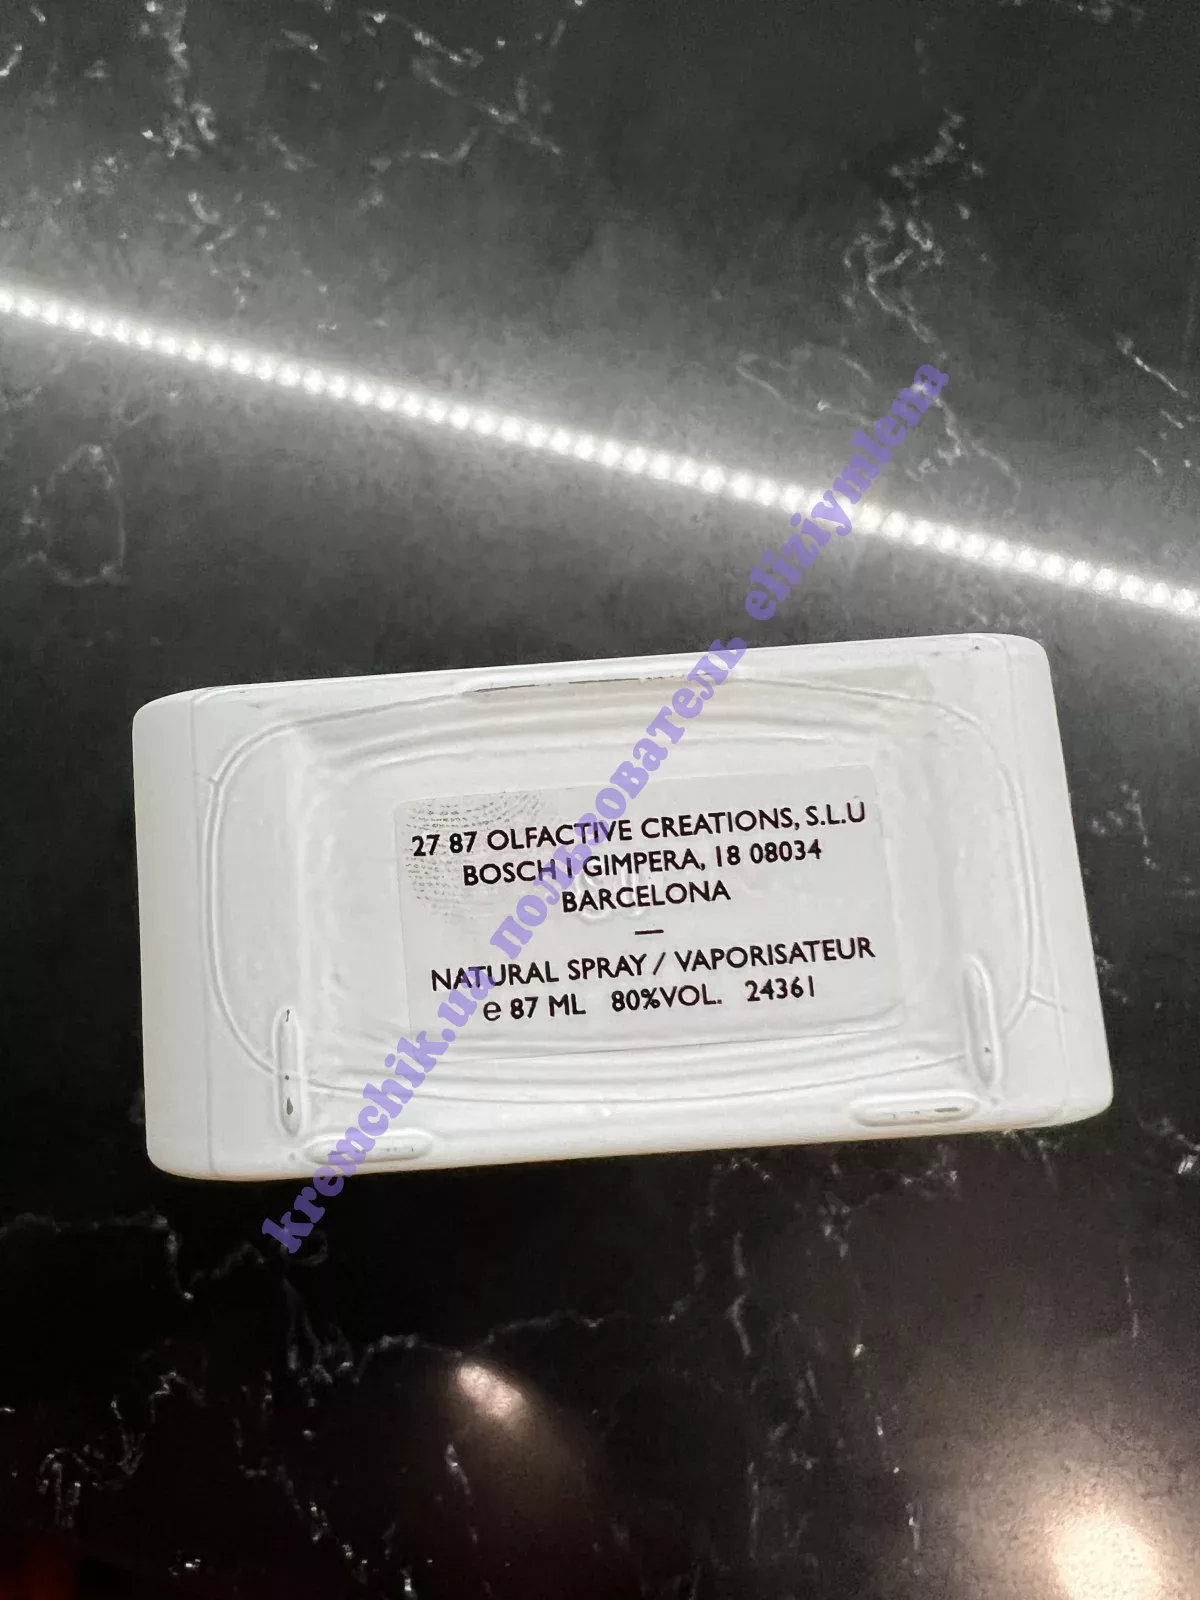 27 87 OLFACTIVE CREATIONS, S.L.U
BOSCH I GIMPERA, 18 08034
BARCELONA
—
NATURAL SPRAY / VAPORISATEUR
e 87 ML 80%VOL. 24361
kremchik.ua пользователь eliziymlena